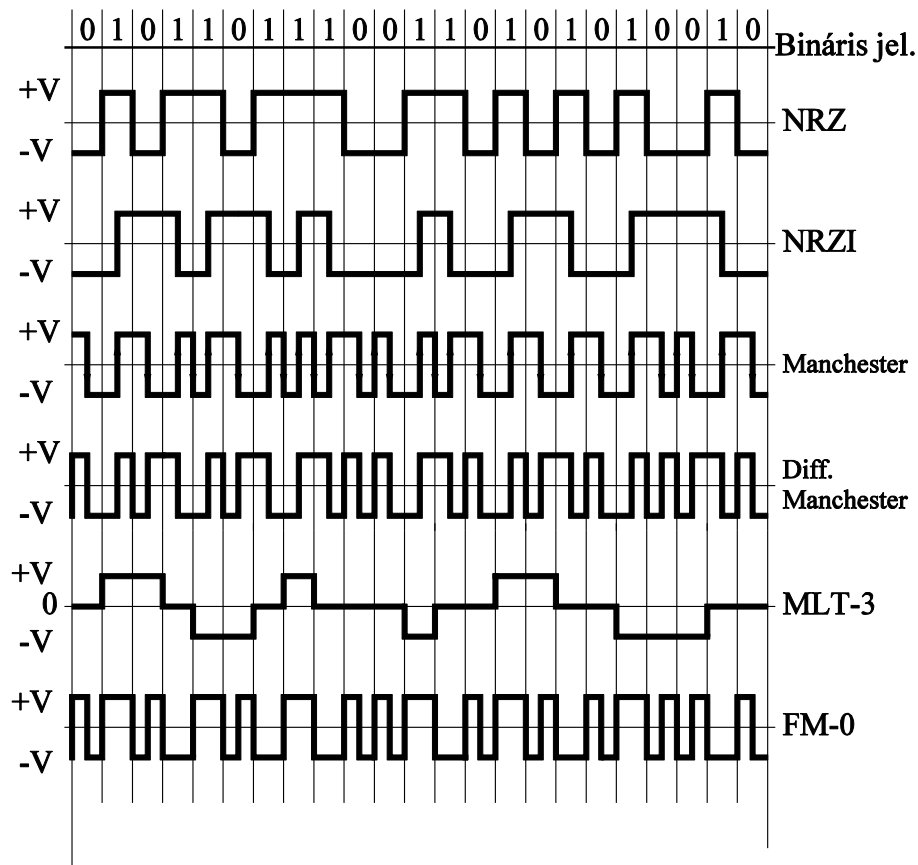 0 1 0 1 1 0 1 1 1 0 0 1 1 0 1 0 1 0 1 0 0 1 0
Bináris jel.
+V
NRZ
-V
+V
NRZI
-V
+V
Manchester
-V
+V
Diff.
Manchester
-V
+V
0
MLT-3
-V
+V
FM-0
-V